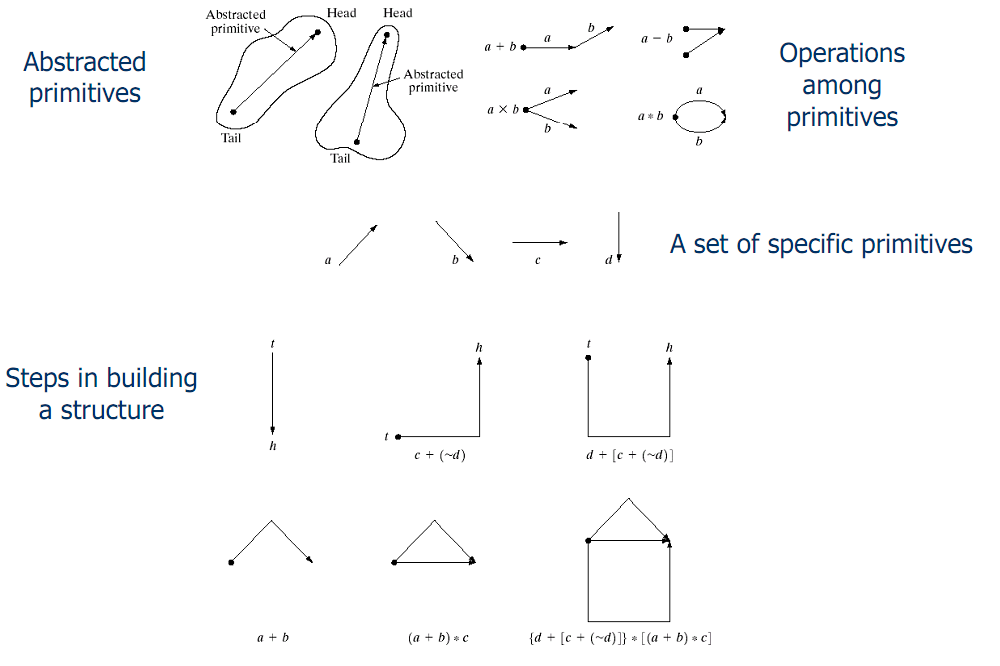 Abstracted
primitives
Abstracted
primitive
Head
Tail
Head
Abstracted
primitive
Tail
a + b
a
b
a − b
a × b
a
b
a * b
a
b
Operations
among
primitives
a
b
c
d
A set of specific primitives
Steps in building
a structure
t
h
t
h
c + (~d)
t
h
d + [c + (~d)]
a + b
(a + b) * c
{d + [c + (~d)]} * [(a + b) * c]